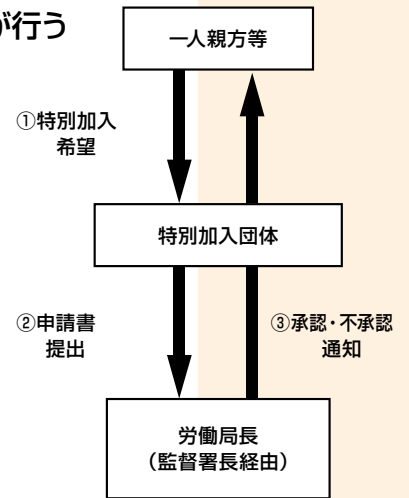 が行う
一人親方等
①特別加入
希望
特別加入団体
②申請書
提出
③承認・不承認
通知
労働局長
（監督署長経由）